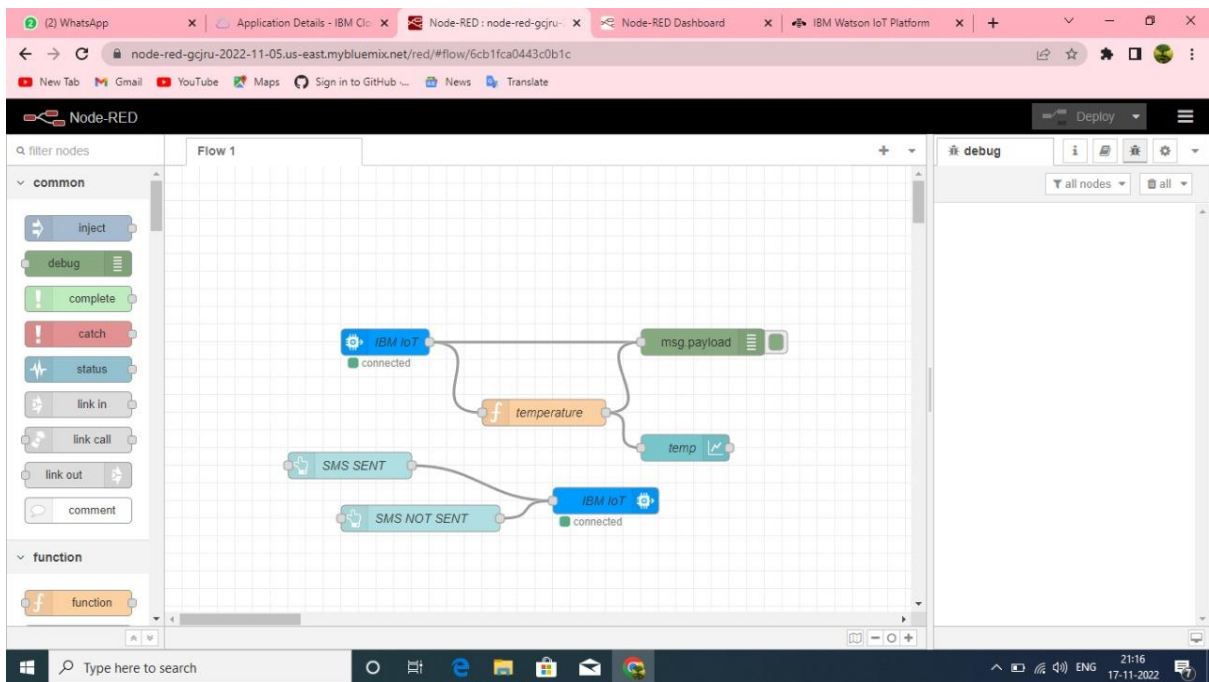 (2) WhatsApp
Application Details - IBM Clo
Node-RED : node-red-gcjru-
Node-RED Dashboard
IBM Watson IoT Platform
node-red-gcjru-2022-11-05.us-east.mybluemix.net/red/#flow/6cb1fca0443c0b1c
New Tab Gmail YouTube Maps Sign in to GitHub ·... News Translate
Node-RED Deploy
filter nodes Flow 1 debug i
common all nodes all
inject
debug
complete
catch
status
link in
link call
link out
comment
function
function
IBM IoT
connected
msg.payload
temperature
temp
SMS SENT
SMS NOT SENT
IBM IoT
connected
Type here to search
ENG
21:16
17-11-2022
7